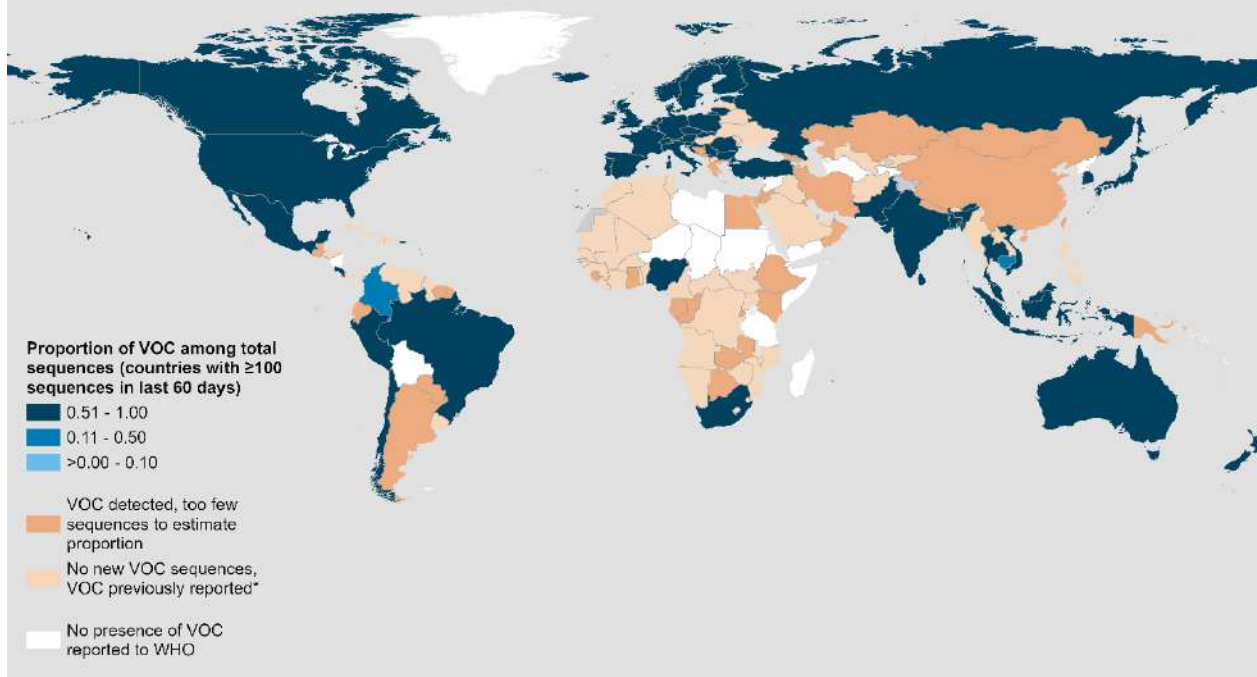 Proportion of VOC among total
sequences (countries with ≥100
sequences in last 60 days)
0.51 - 1.00
0.11 - 0.50
>0.00 - 0.10
VOC detected, too few
sequences to estimate
proportion
No new VOC sequences,
VOC previously reported*
No presence of VOC
reported to WHO